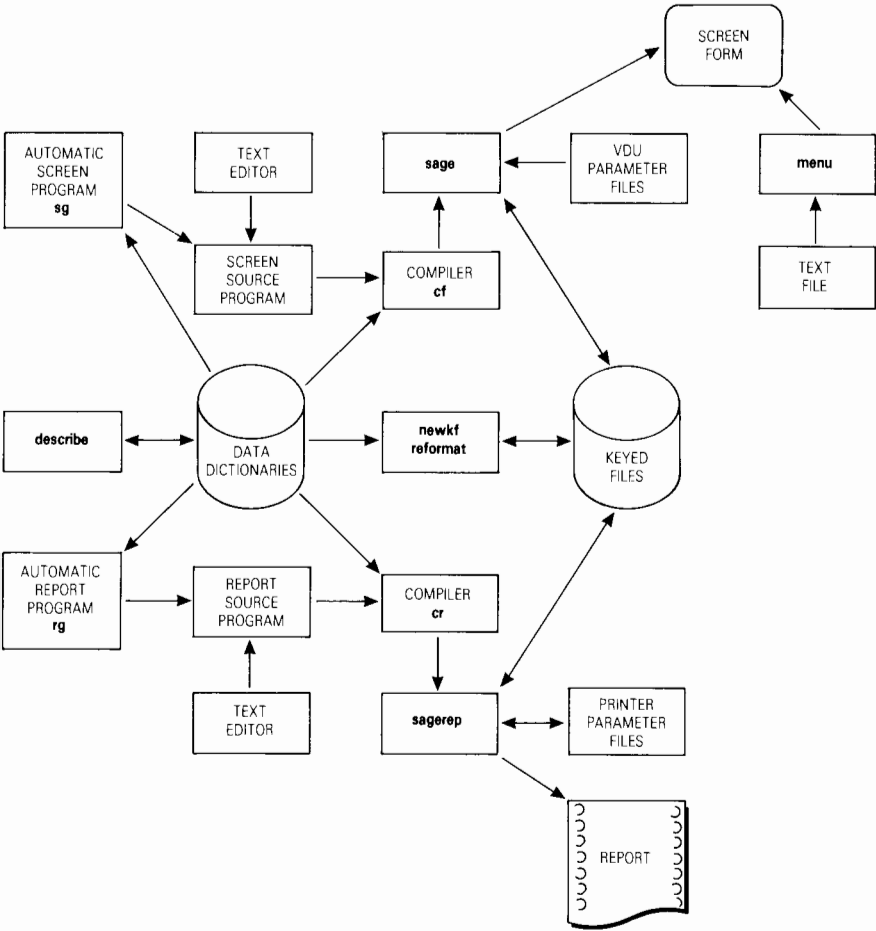 SCREEN
FORM
AUTOMATIC
SCREEN
PROGRAM
sg
TEXT
EDITOR
sage
VDU
PARAMETER
FILES
menu
SCREEN
SOURCE
PROGRAM
COMPILER
cf
TEXT
FILE
describe
DATA
DICTIONARIES
newkf
reformat
KEYED
FILES
AUTOMATIC
REPORT
PROGRAM
rg
REPORT
SOURCE
PROGRAM
COMPILER
cr
TEXT
EDITOR
sagerep
PRINTER
PARAMETER
FILES
REPORT